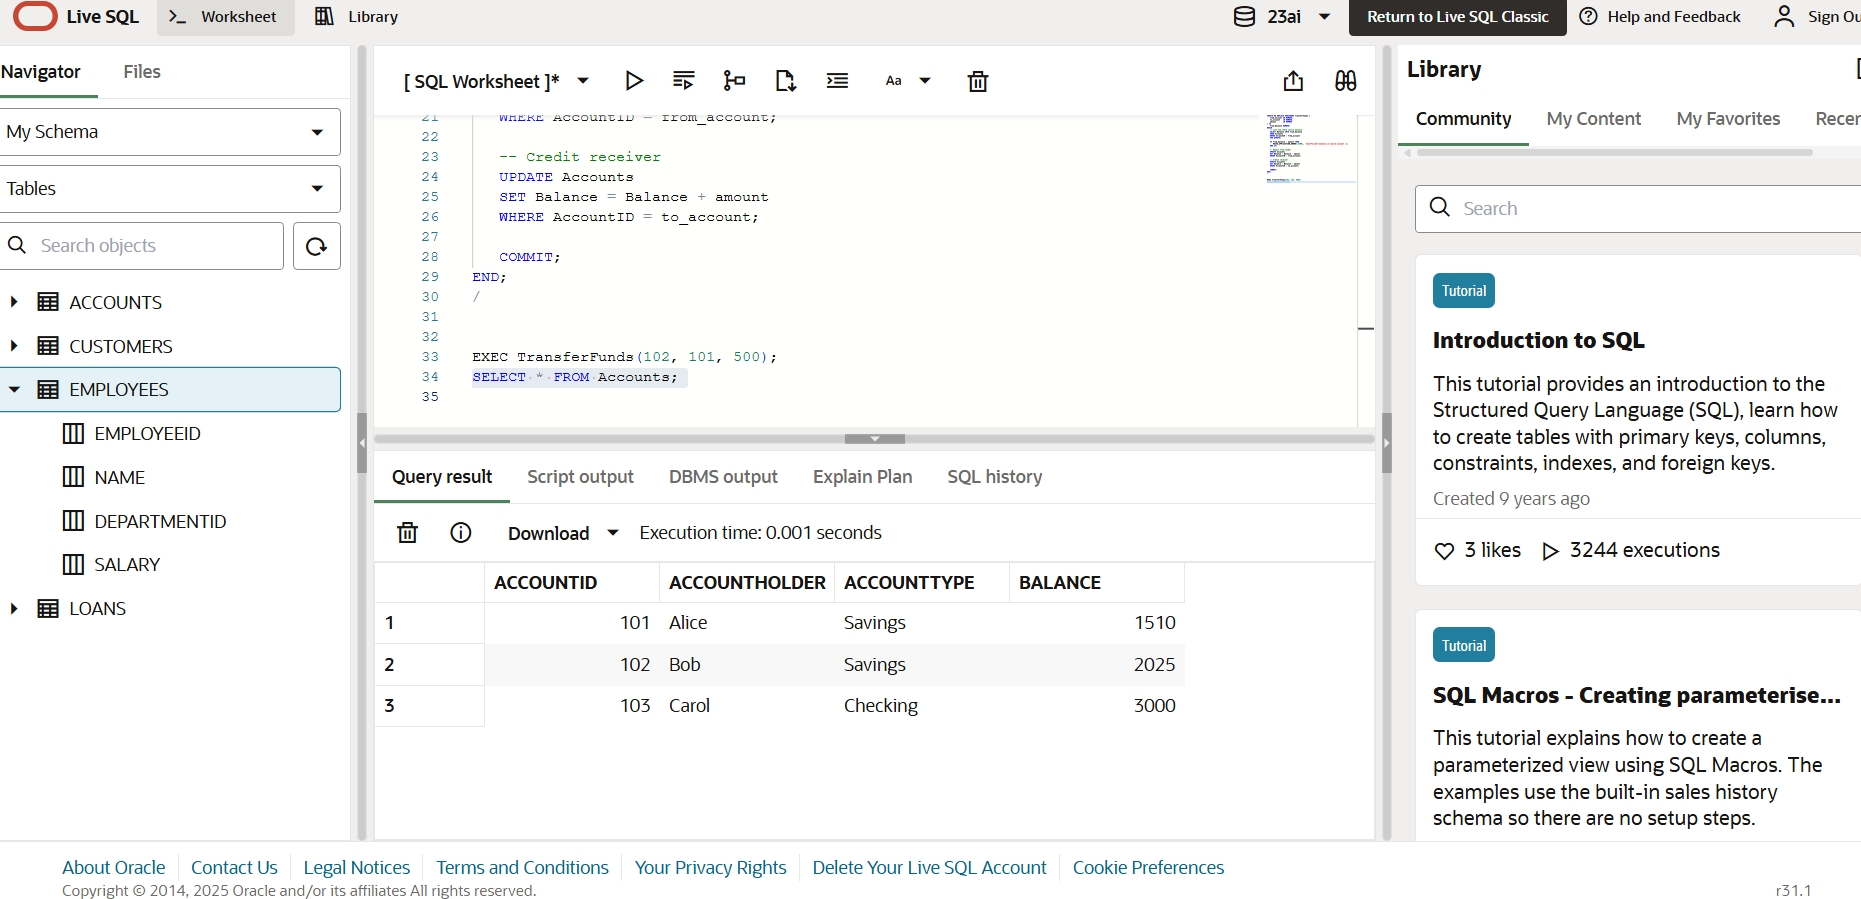 Live SQL
Worksheet
Library
23ai
Return to Live SQL Classic
Help and Feedback
Sign Ou
Navigator
Files
My Schema
Tables
Search objects
ACCOUNTS
CUSTOMERS
EMPLOYEES
EMPLOYEEID
NAME
DEPARTMENTID
SALARY
LOANS
[ SQL Worksheet ]*
Aa
21 WHERE AccountID = from_account;
22
23 -- Credit receiver
24 UPDATE Accounts
25 SET Balance = Balance + amount
26 WHERE AccountID = to_account;
27
28 COMMIT;
29 END;
30 /
31
32
33 EXEC TransferFunds(102, 101, 500);
34 SELECT * FROM Accounts;
35
Query result
Script output
DBMS output
Explain Plan
SQL history
Download
Execution time: 0.001 seconds
ACCOUNTID ACCOUNTHOLDER ACCOUNTTYPE BALANCE
1 101 Alice Savings 1510
2 102 Bob Savings 2025
3 103 Carol Checking 3000
Library
Community
My Content
My Favorites
Recer
Search
Tutorial
Introduction to SQL
This tutorial provides an introduction to the
Structured Query Language (SQL), learn how
to create tables with primary keys, columns,
constraints, indexes, and foreign keys.
Created 9 years ago
3 likes
3244 executions
Tutorial
SQL Macros - Creating parameterise...
This tutorial explains how to create a
parameterized view using SQL Macros. The
examples use the built-in sales history
schema so there are no setup steps.
About Oracle
Contact Us
Legal Notices
Terms and Conditions
Your Privacy Rights
Delete Your Live SQL Account
Cookie Preferences
Copyright © 2014, 2025 Oracle and/or its affiliates All rights reserved.
r31.1